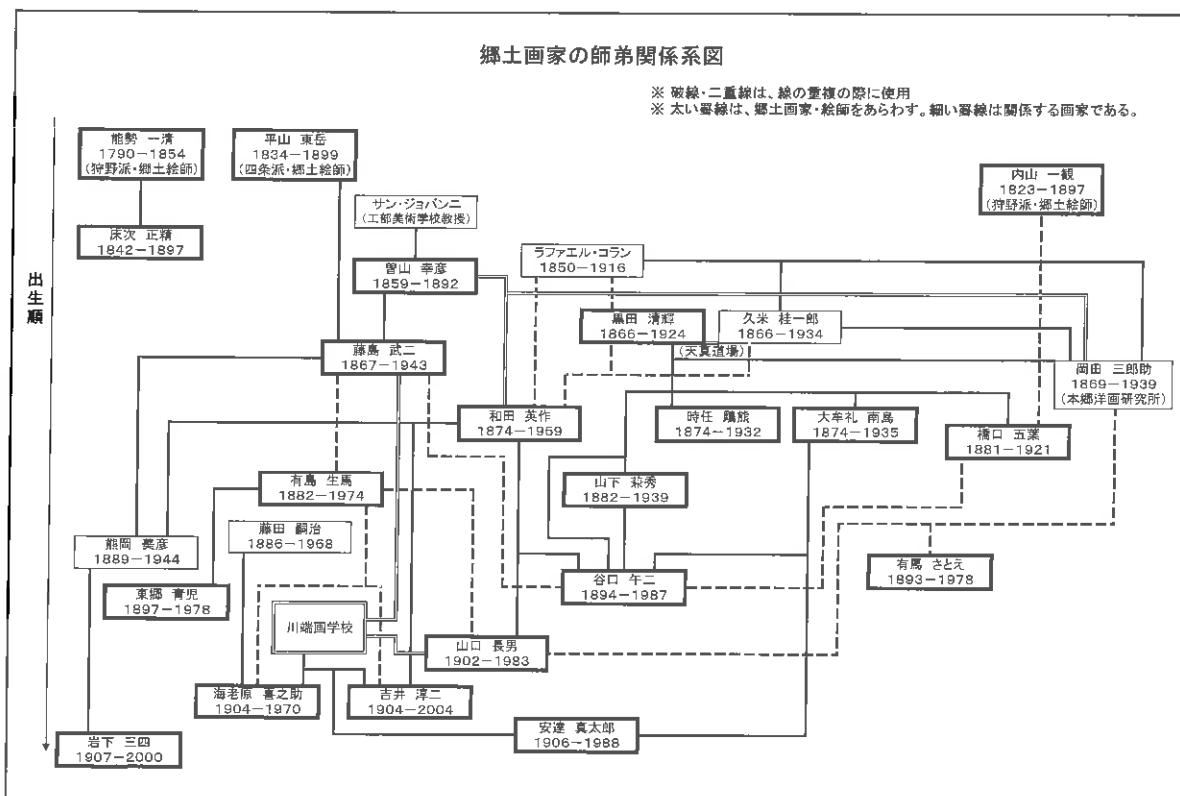 郷土画家の師弟関係系図
※ 破線・二重線は、線の重複の際に使用
※ 太い罫線は、郷土画家・絵師をあらわす。細い罫線は関係する画家である。
出生順
能勢 一清
1790－1854
(狩野派・郷土絵師)
平山 東岳
1834－1899
(四条派・郷土絵師)
内山 一観
1823－1897
(狩野派・郷土絵師)
サン・ジョバンニ
(工部美術学校教授)
床次 正精
1842－1897
ラファエル・コラン
1850－1916
曽山 幸彦
1859－1892
黒田 清輝
1866－1924
久米 桂一郎
1866－1934
(天真道場)
藤島 武二
1867－1943
岡田 三郎助
1869－1939
(本郷洋画研究所)
和田 英作
1874－1959
時任 鵰熊
1874－1932
大牟礼 南島
1874－1935
橋口 五葉
1881－1921
有島 生馬
1882－1974
山下 兼秀
1882－1939
藤田 嗣治
1886－1968
熊岡 美彦
1889－1944
有馬 さとえ
1893－1978
東郷 青児
1897－1978
谷口 午二
1894－1987
川端画学校
山口 長男
1902－1983
海老原 喜之助
1904－1970
吉井 淳二
1904－2004
安達 真太郎
1906－1988
岩下 三四
1907－2000